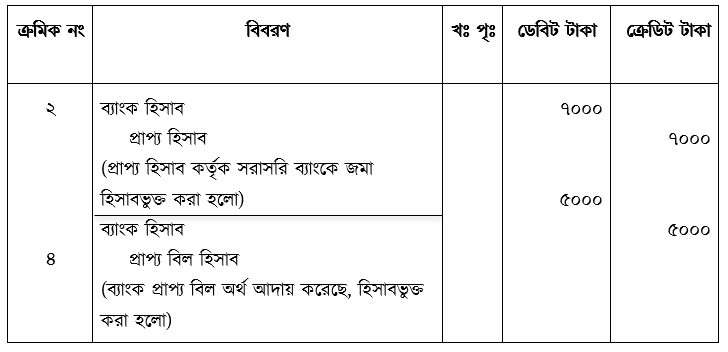 ক্রমিক নং বিবরণ খঃ পৃঃ ডেবিট টাকা ক্রেডিট টাকা
২ ব্যাংক হিসাব ৭০০০
প্রাপ্য হিসাব ৭০০০
(প্রাপ্য হিসাব কর্তৃক সরাসরি ব্যাংকে জমা
হিসাবভুক্ত করা হলো) ৫০০০
ব্যাংক হিসাব ৫০০০
৪ প্রাপ্য বিল হিসাব
(ব্যাংক প্রাপ্য বিল অর্থ আদায় করেছে, হিসাবভুক্ত
করা হলো)